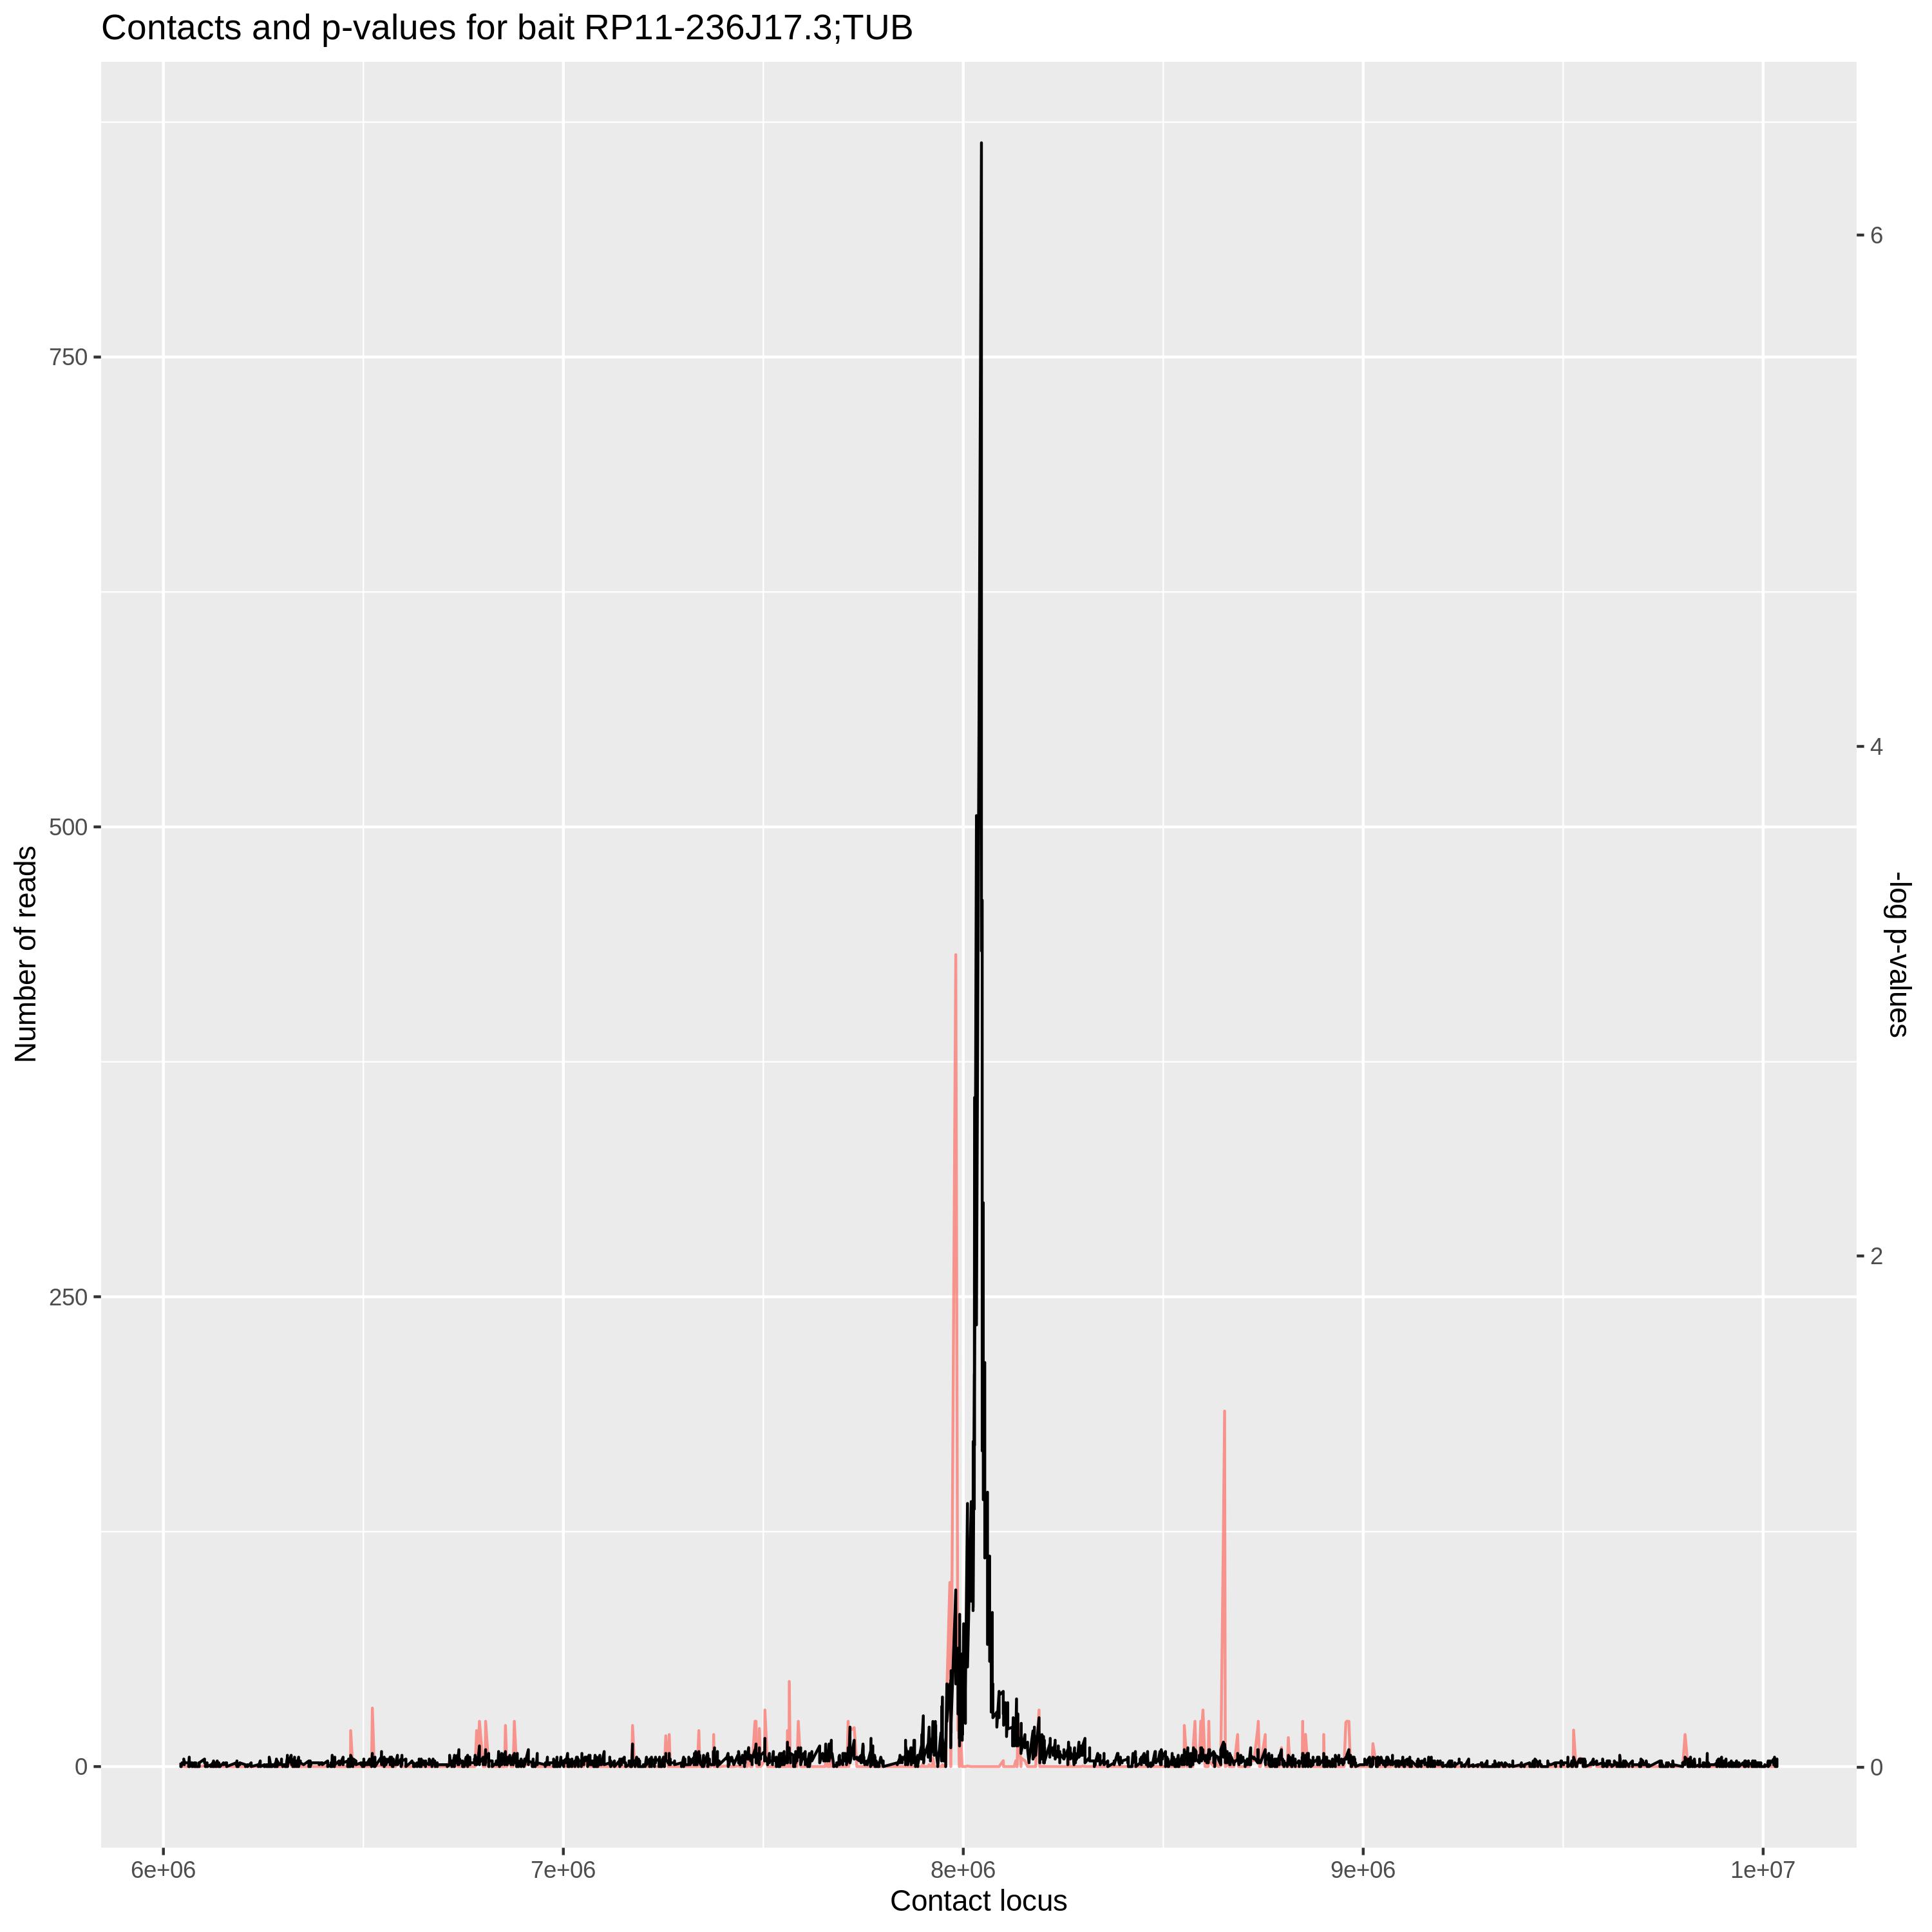 Contacts and p-values for bait RP11-236J17.3;TUB
750
500
250
0
Number of reads
6
4
2
0
-log p-values
6e+06
7e+06
8e+06
9e+06
1e+07
Contact locus